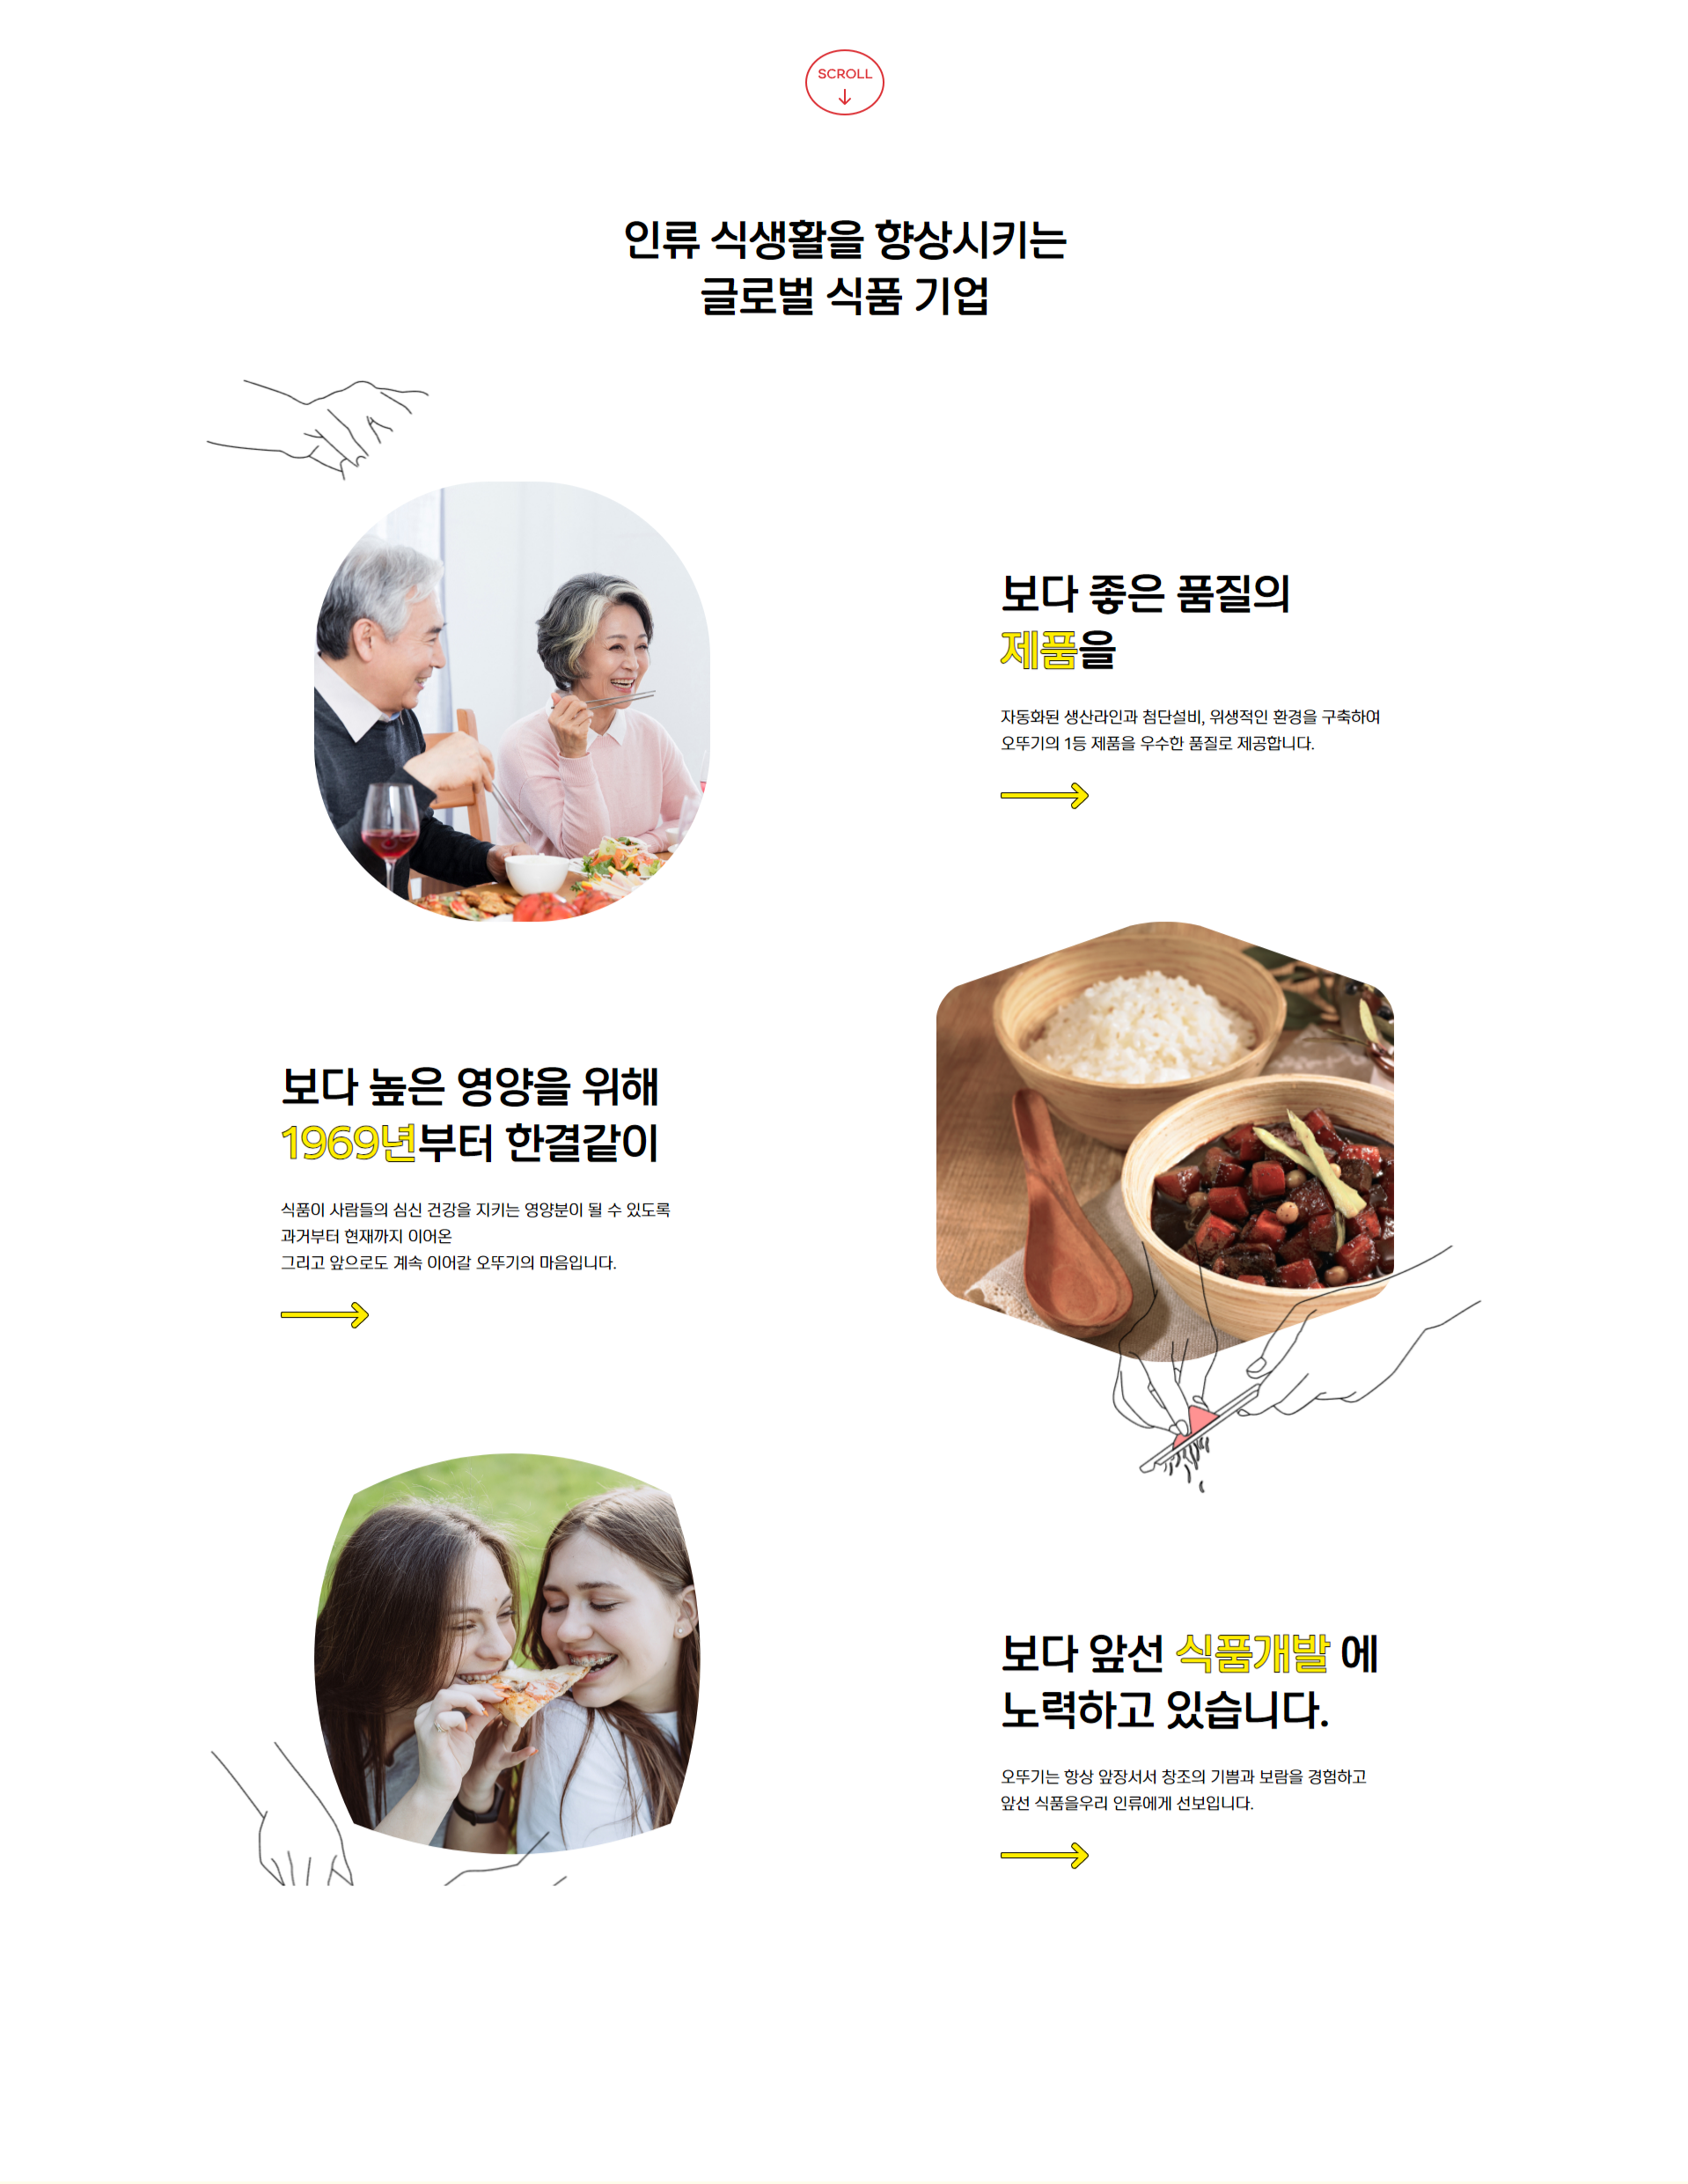 SCROLL
인류 식생활을 향상시키는
글로벌 식품 기업
보다 좋은 품질의
제품을
자동화된 생산라인과 첨단설비, 위생적인 환경을 구축하여
오뚜기의 1등 제품을 우수한 품질로 제공합니다.
보다 높은 영양을 위해
1969년부터 한결같이
식품이 사람들의 심신 건강을 지키는 영양분이 될 수 있도록
과거부터 현재까지 이어온
그리고 앞으로도 계속 이어갈 오뚜기의 마음입니다.
보다 앞선 식품개발 에
노력하고 있습니다.
오뚜기는 항상 앞장서서 창조의 기쁨과 보람을 경험하고
앞선 식품을우리 인류에게 선보입니다.